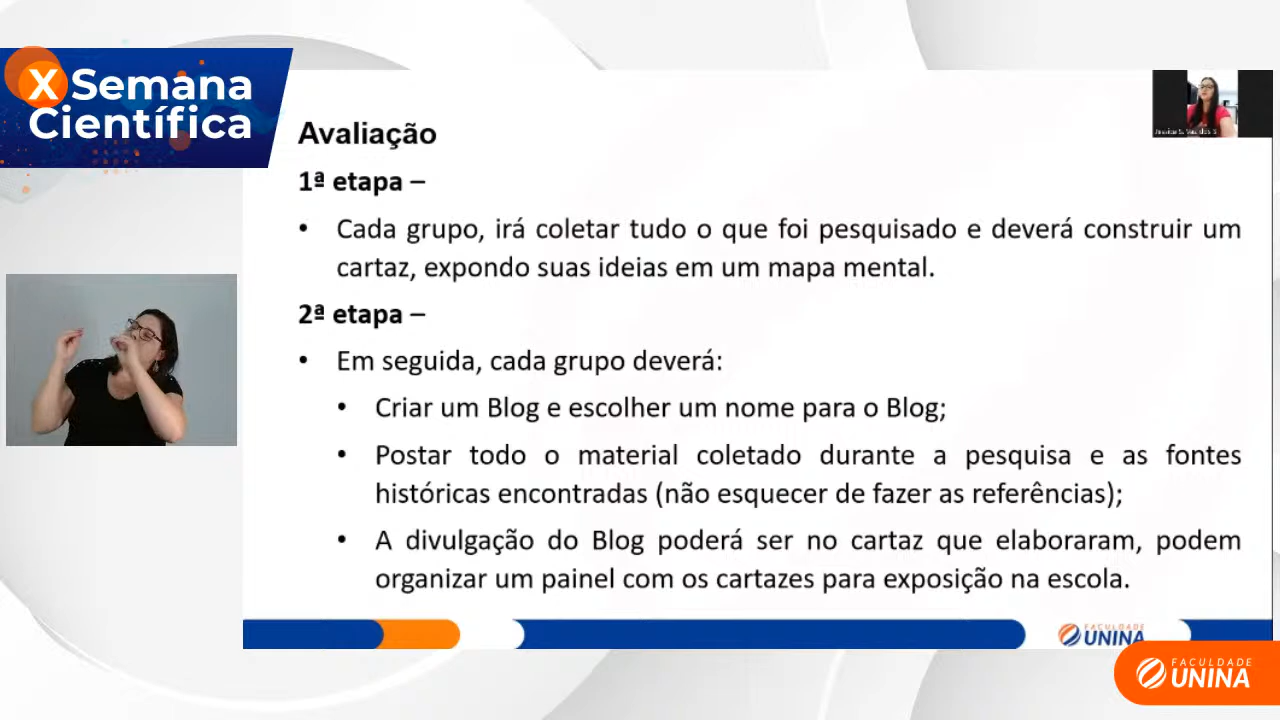 X Semana
Científica
Avaliação
1ª etapa –
• Cada grupo, irá coletar tudo o que foi pesquisado e deverá construir um
cartaz, expondo suas ideias em um mapa mental.
2ª etapa –
• Em seguida, cada grupo deverá:
• Criar um Blog e escolher um nome para o Blog;
• Postar todo o material coletado durante a pesquisa e as fontes
históricas encontradas (não esquecer de fazer as referências);
• A divulgação do Blog poderá ser no cartaz que elaboraram, podem
organizar um painel com os cartazes para exposição na escola.
FACULDADE
UNINA
FACULDADE
UNINA